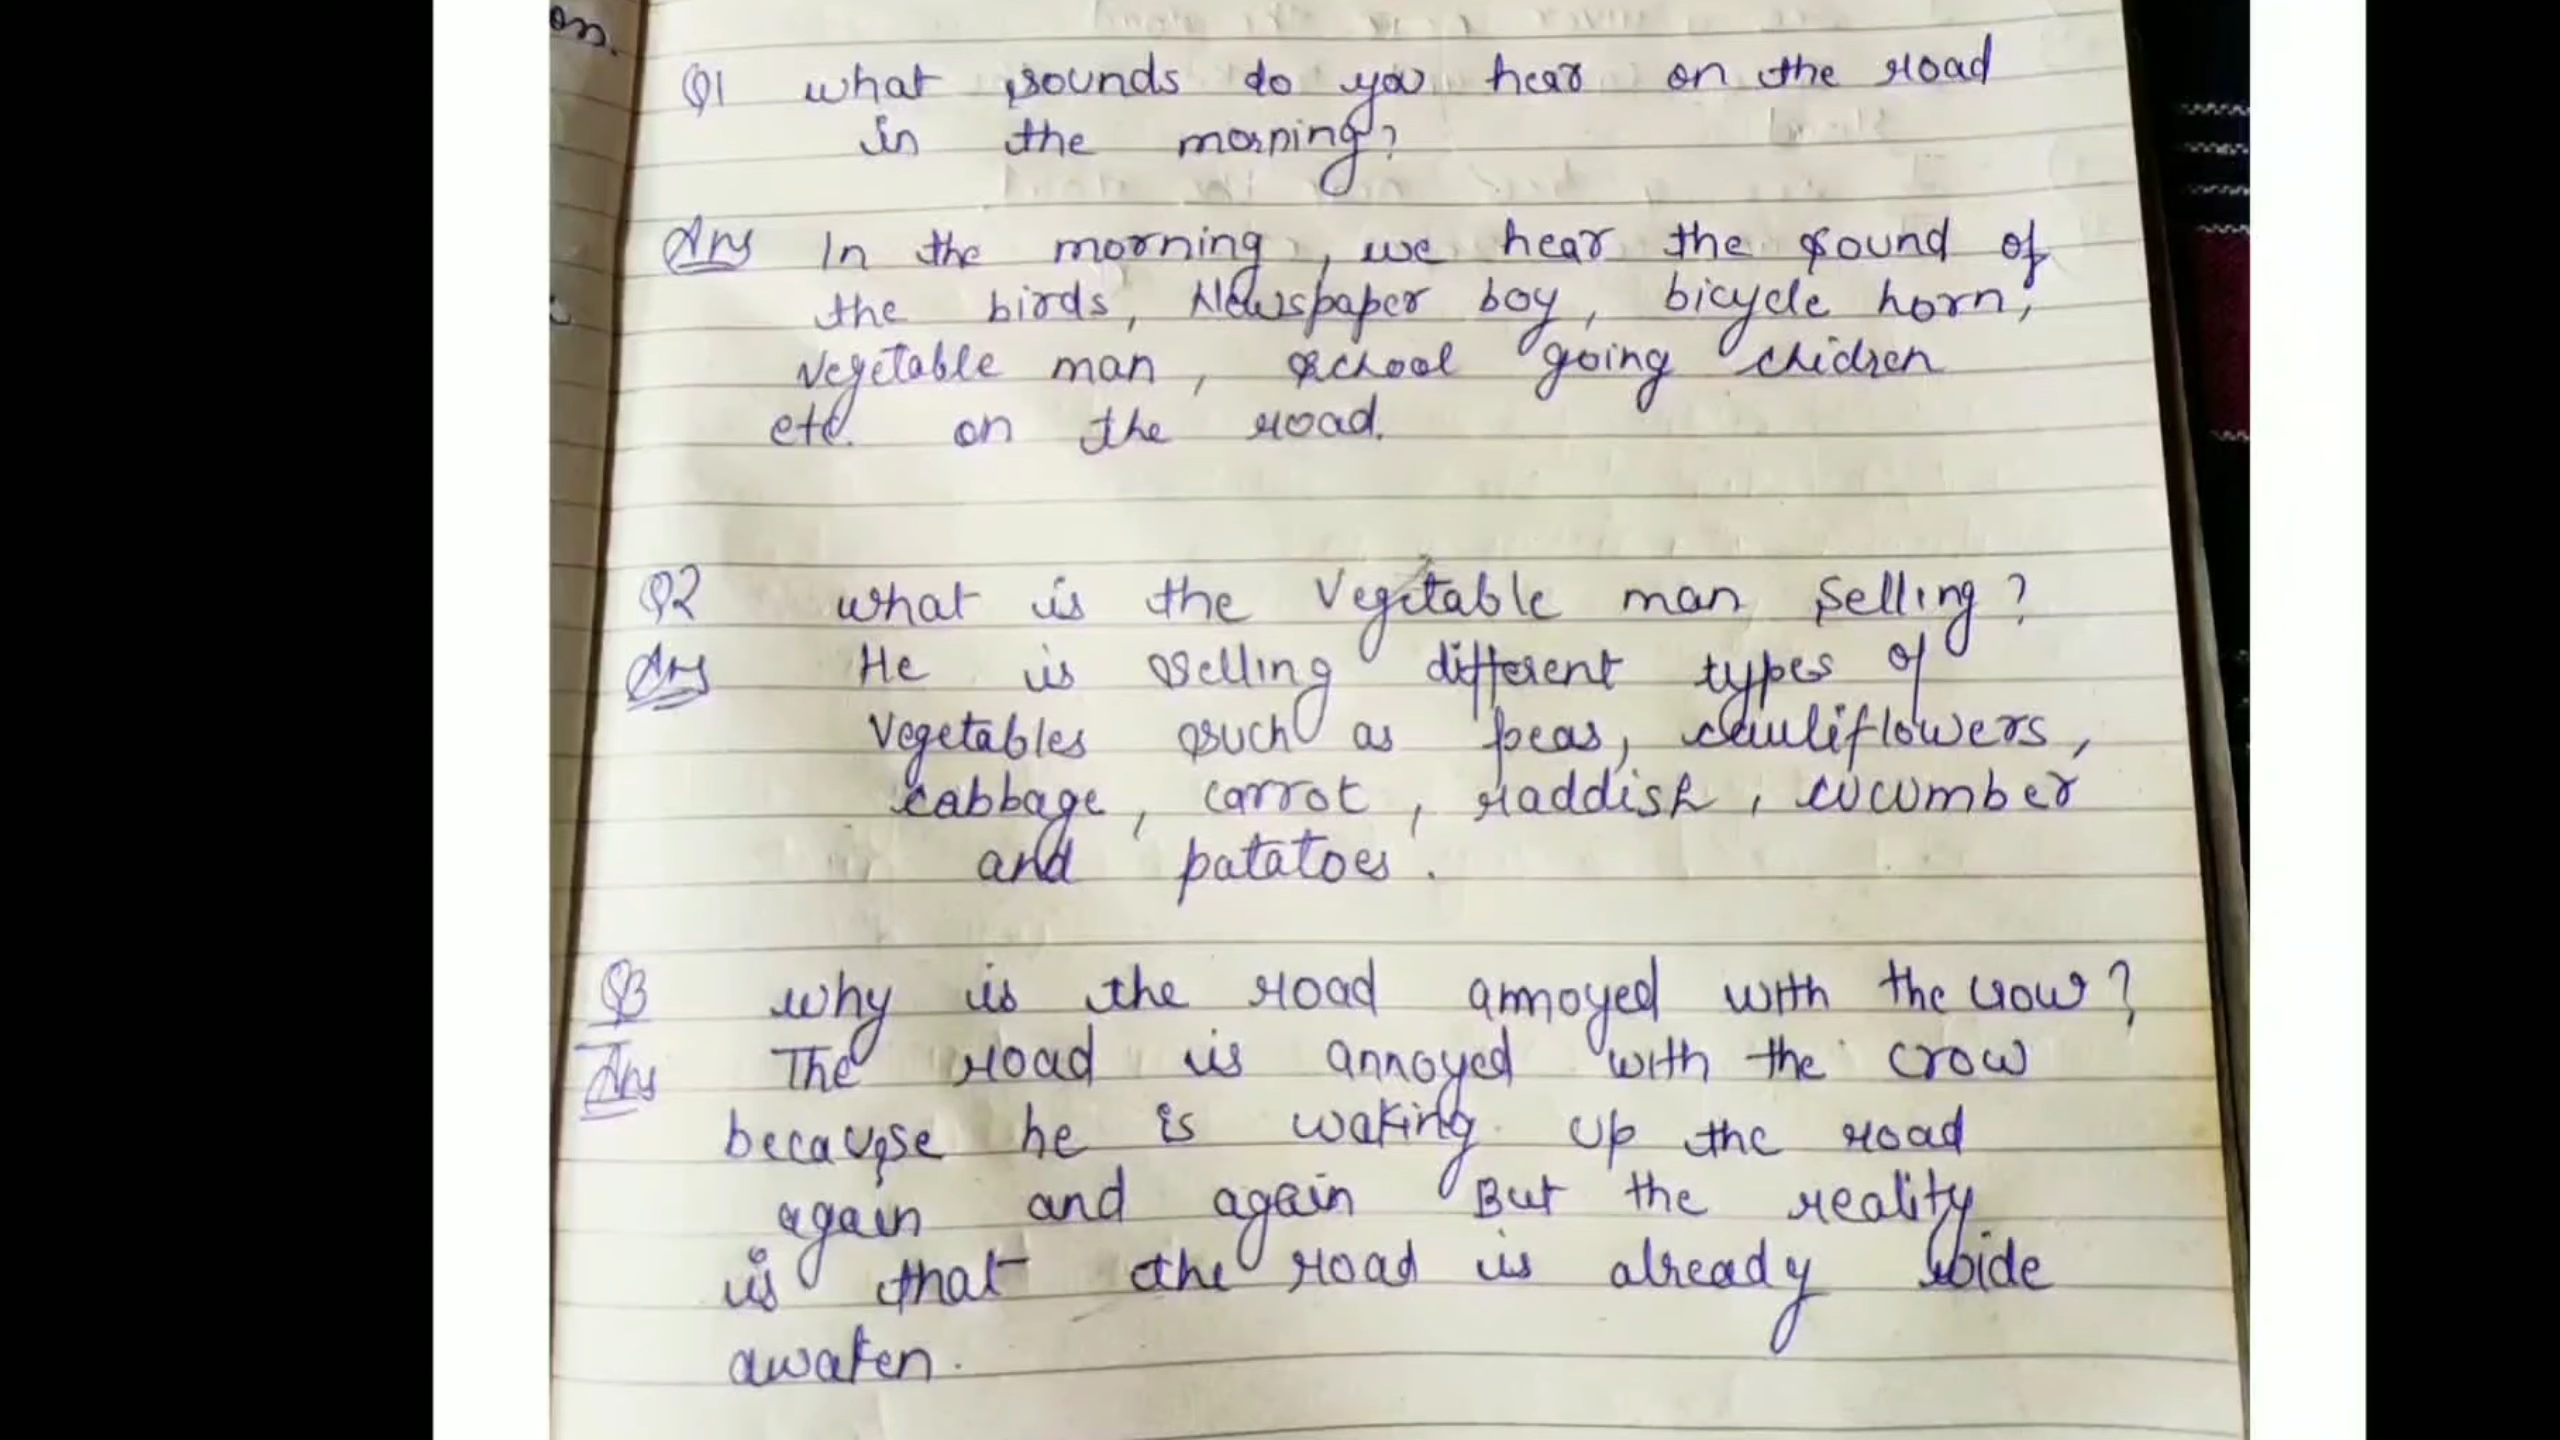 on.
Q1 what sounds do you hear on the road
in the morning?
Ans In the morning, we hear the sound of
the birds, Newspaper boy, bicycle horn,
vegetable man, school going chidren
etc. on the road.
Q2 what is the Vegetable man selling?
Ans He is selling different types of
Vegetables such as peas, cauliflowers,
cabbage, carrot, raddish, cucumber
and patatoes.
Q3 why is the road annoyed with the crow?
Ans The road is annoyed with the crow
because he is waking up the road
again and again But the reality
is that the road is already wide
awaken.